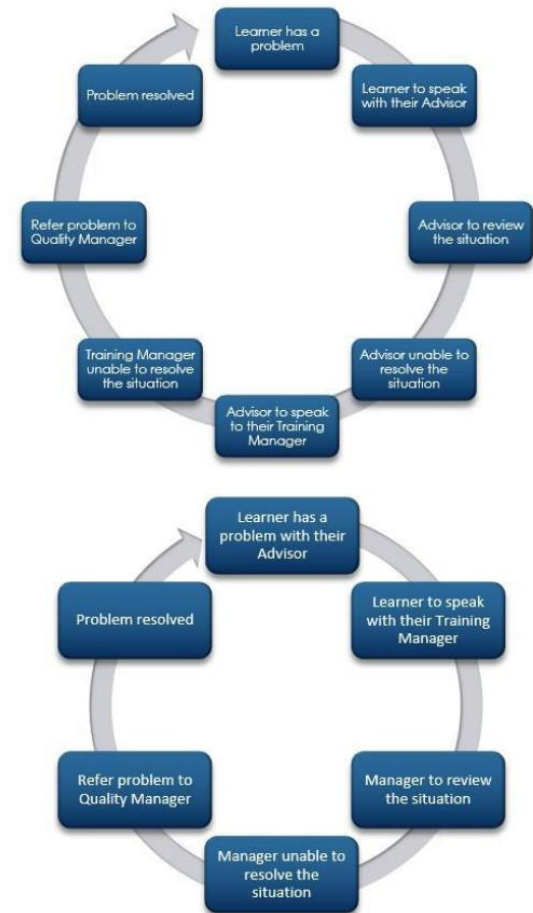 Learner has a
problem
Learner to speak
with their Advisor
Advisor to review
the situation
Advisor unable to
resolve the
situation
Advisor to speak
to their Training
Manager
Training Manager
unable to resolve
the situation
Refer problem to
Quality Manager
Problem resolved
Learner has a
problem with their
Advisor
Learner to speak
with their Training
Manager
Manager to review
the situation
Manager unable to
resolve the
situation
Refer problem to
Quality Manager
Problem resolved